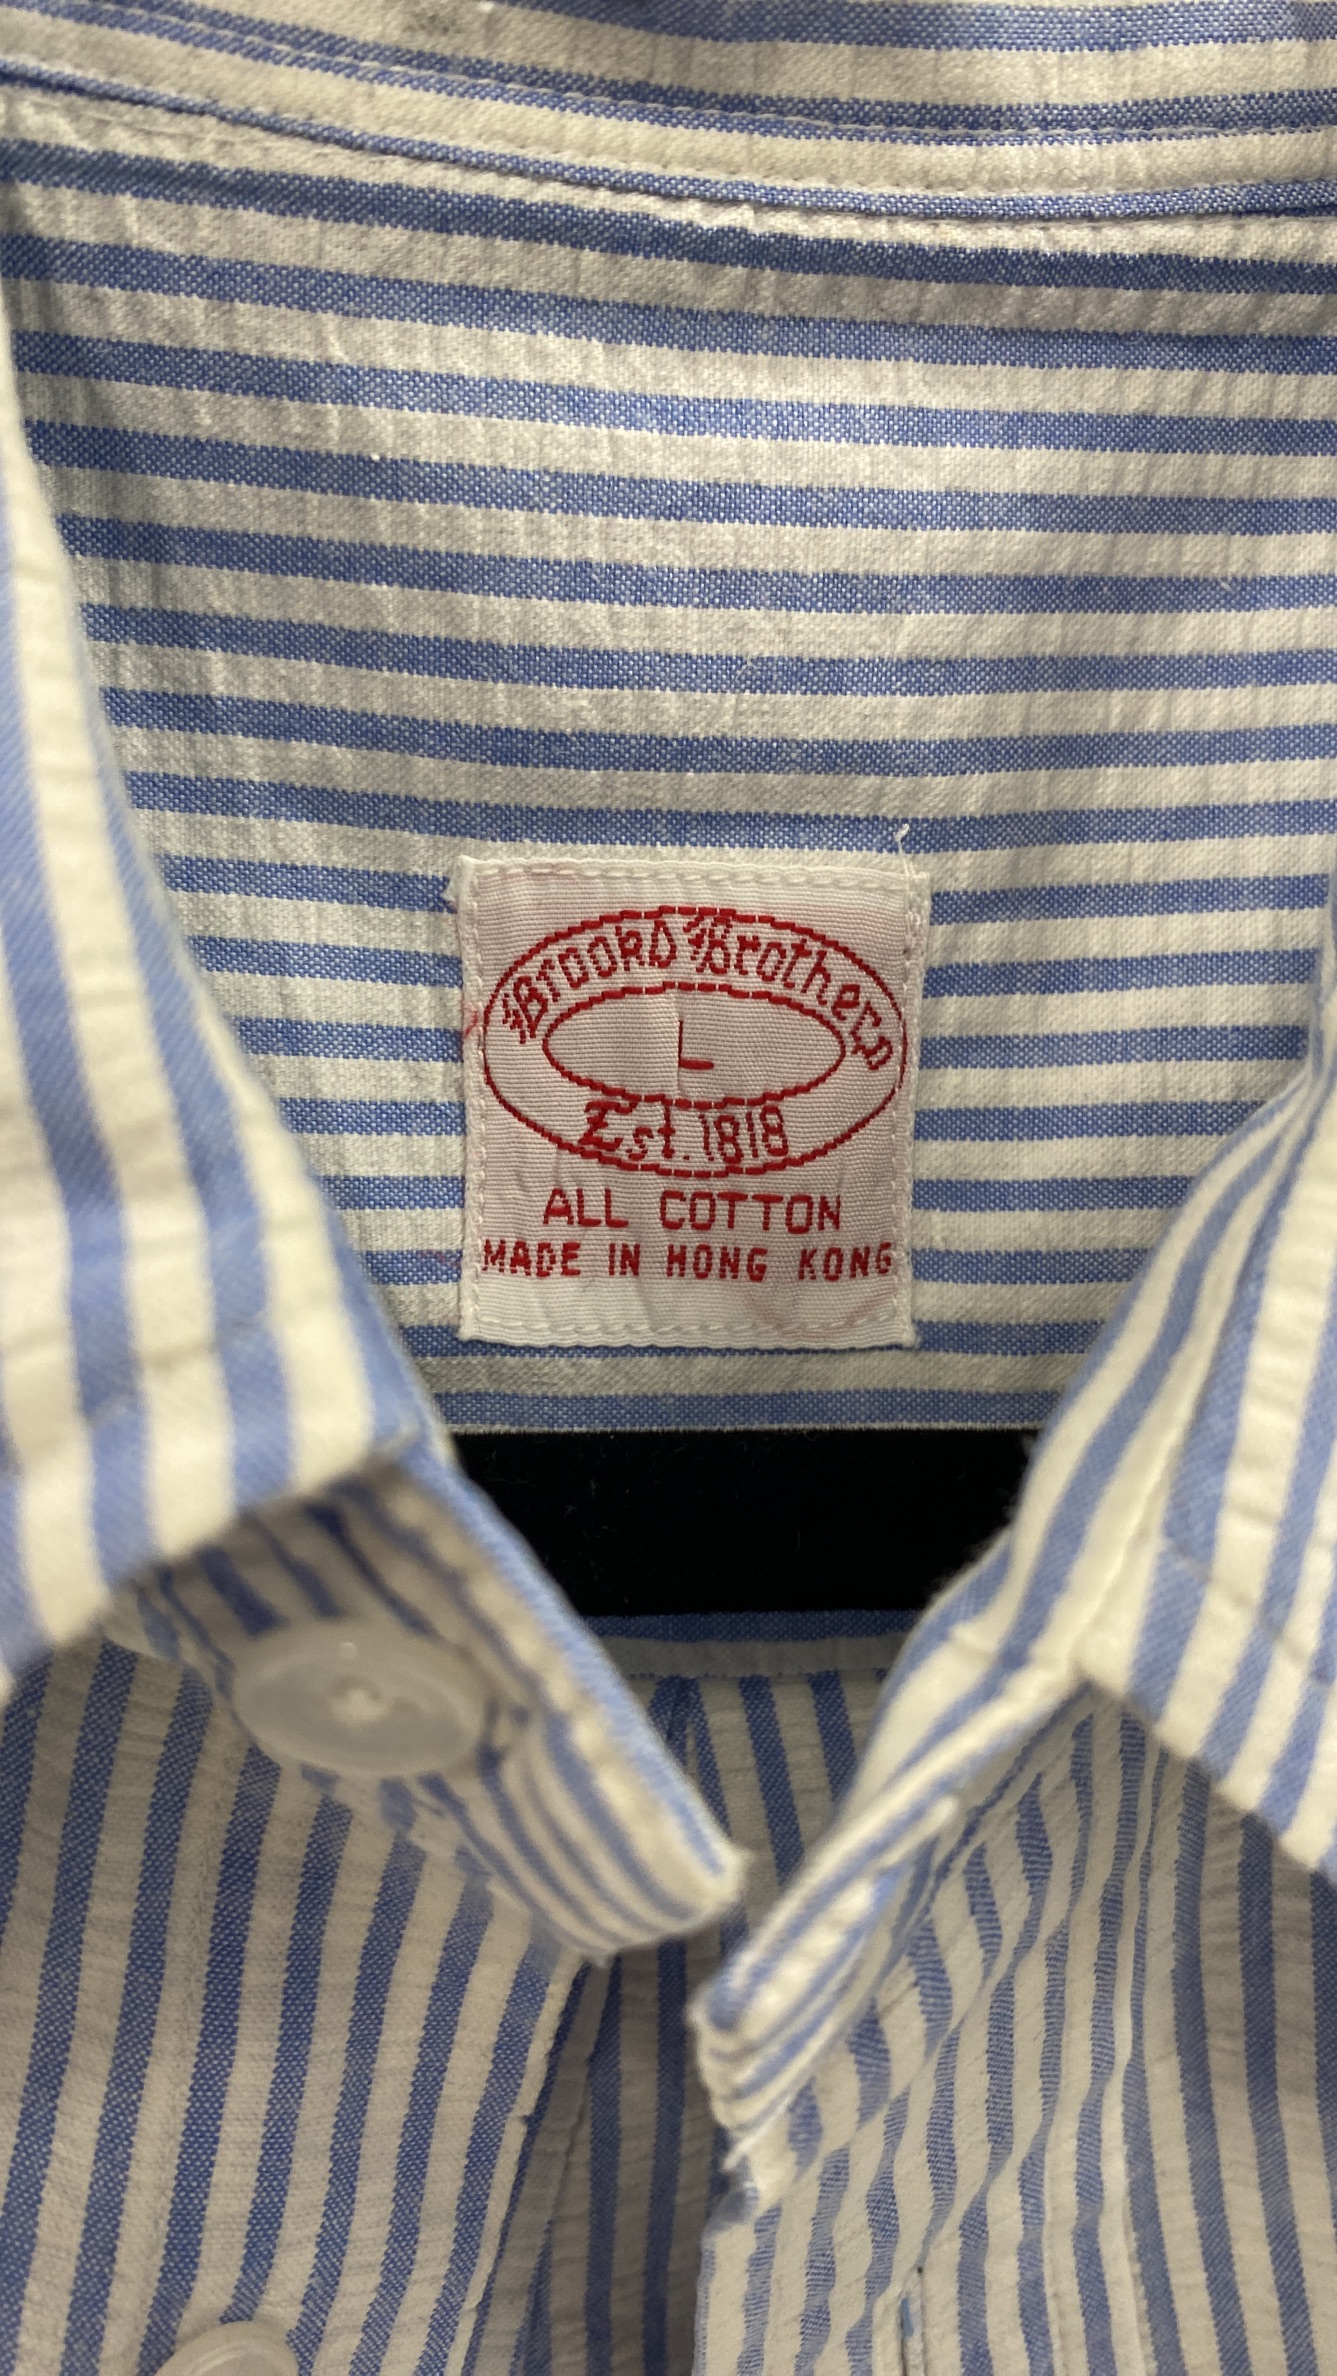 Brooks Brothers
L
Est. 1818
ALL COTTON
MADE IN HONG KONG